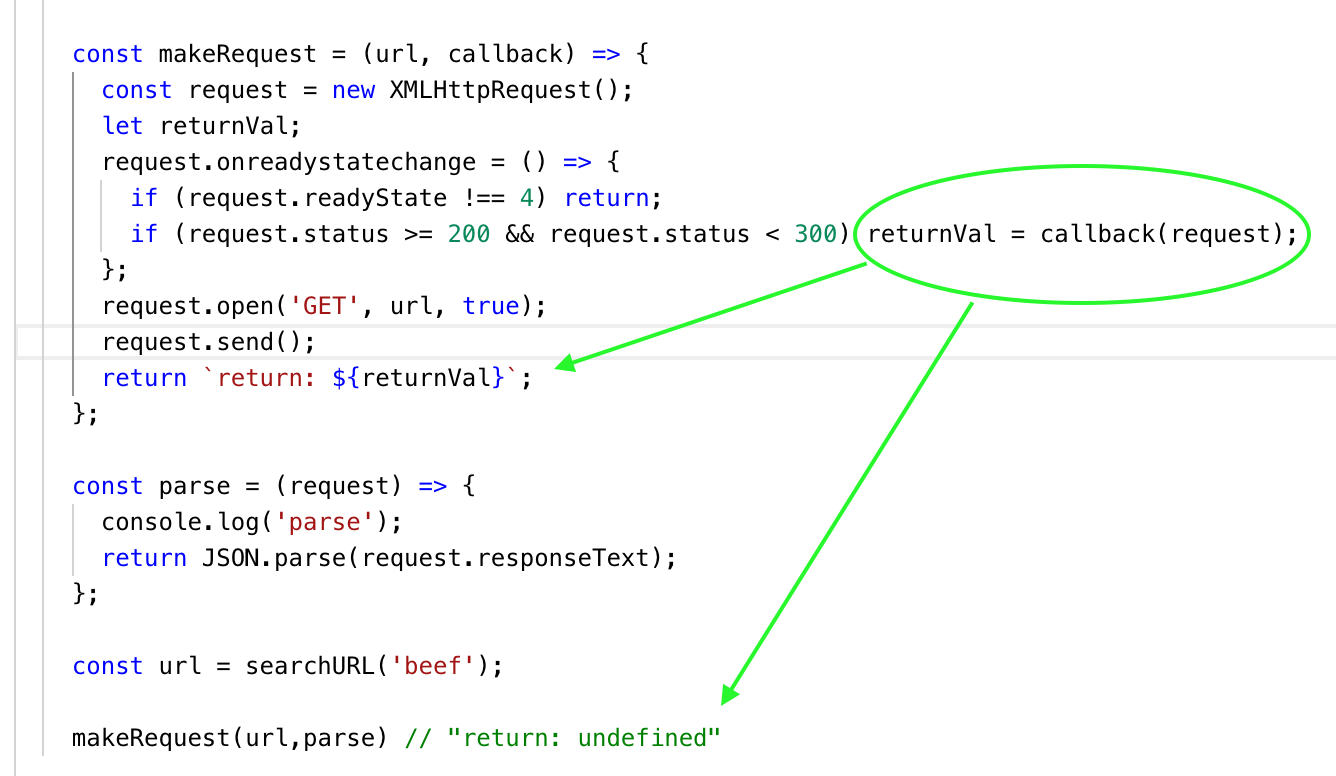 const makeRequest = (url, callback) => {
const request = new XMLHttpRequest();
let returnVal;
request.onreadystatechange = () => {
if (request.readyState !== 4) return;
if (request.status >= 200 && request.status < 300) returnVal = callback(request);
};
request.open('GET', url, true);
request.send();
return `return: ${returnVal}`;
};
const parse = (request) => {
console.log('parse');
return JSON.parse(request.responseText);
};
const url = searchURL('beef');
makeRequest(url,parse) // "return: undefined"